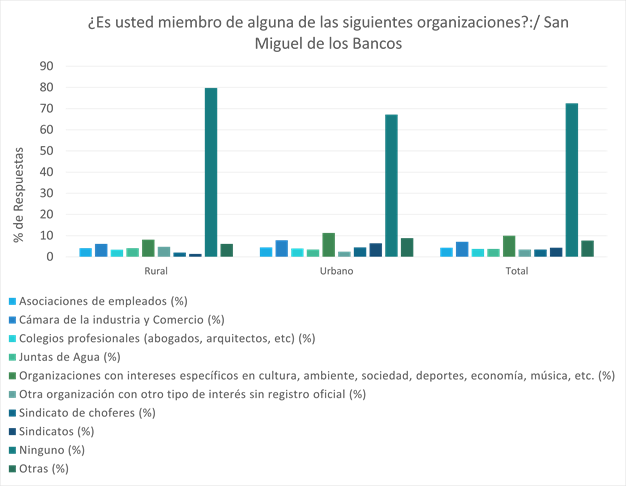 ¿Es usted miembro de alguna de las siguientes organizaciones?:/ San
Miguel de los Bancos
% de Respuestas
90
80
70
60
50
40
30
20
10
0
Rural
Urbano
Total
Asociaciones de empleados (%)
Cámara de la industria y Comercio (%)
Colegios profesionales (abogados, arquitectos, etc) (%)
Juntas de Agua (%)
Organizaciones con intereses específicos en cultura, ambiente, sociedad, deportes, economía, música, etc. (%)
Otra organización con otro tipo de interés sin registro oficial (%)
Sindicato de choferes (%)
Sindicatos (%)
Ninguno (%)
Otras (%)